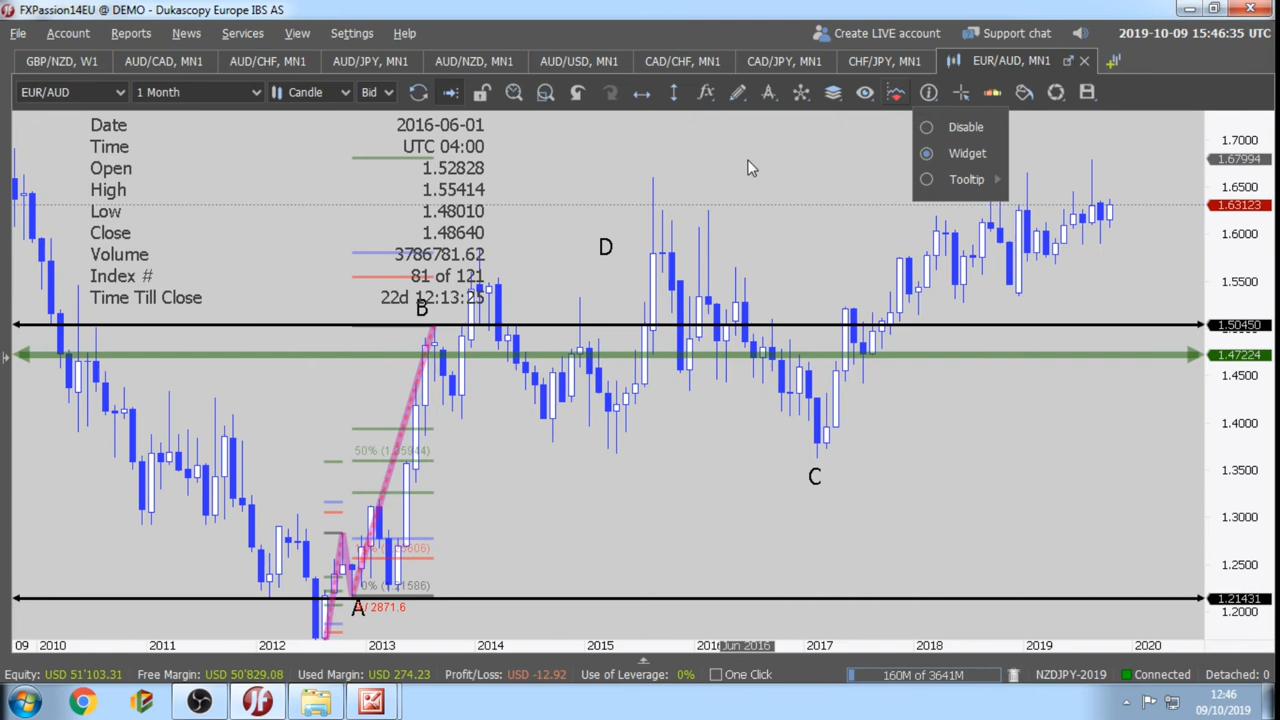 FXPassion14EU @ DEMO - Dukascopy Europe IBS AS
File Account Reports News Services View Settings Help Create LIVE account Support chat 2019-10-09 15:46:35 UTC
GBP/NZD, W1 AUD/CAD, MN1 AUD/CHF, MN1 AUD/JPY, MN1 AUD/NZD, MN1 AUD/USD, MN1 CAD/CHF, MN1 CAD/JPY, MN1 CHF/JPY, MN1 EUR/AUD, MN1
EUR/AUD 1 Month Candle Bid
Disable
Widget
Tooltip
Date 2016-06-01
Time UTC 04:00
Open 1.52828
High 1.55414
Low 1.48010
Close 1.48640
Volume 3786781.62
Index # 81 of 121
Time Till Close 22d 12:13:25
1.7000
1.67994
1.6500
1.63123
1.6000
1.5500
1.50450
1.47224
1.4500
1.4000
1.3500
1.3000
1.2500
1.21431
1.2000
D
B
50% (1.35944)
C
0% (1.21586)
A
/ 2871.6
09 2010 2011 2012 2013 2014 2015 2016 Jun 2016 2017 2018 2019 2020
Equity: USD 51'103.31 Free Margin: USD 50'829.08 Used Margin: USD 274.23 Profit/Loss: USD -12.92 Use of Leverage: 0% One Click 160M of 3641M NZDJPY-2019 Connected Detached: 0
12:46
09/10/2019